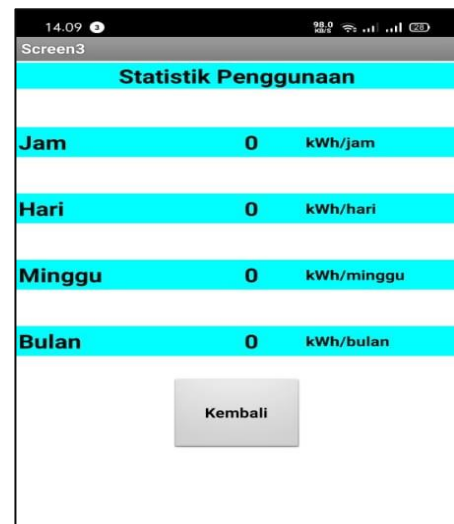 14.09 3 98.0 KB/S 28
Screen3
Statistik Penggunaan
Jam 0 kWh/jam
Hari 0 kWh/hari
Minggu 0 kWh/minggu
Bulan 0 kWh/bulan
Kembali